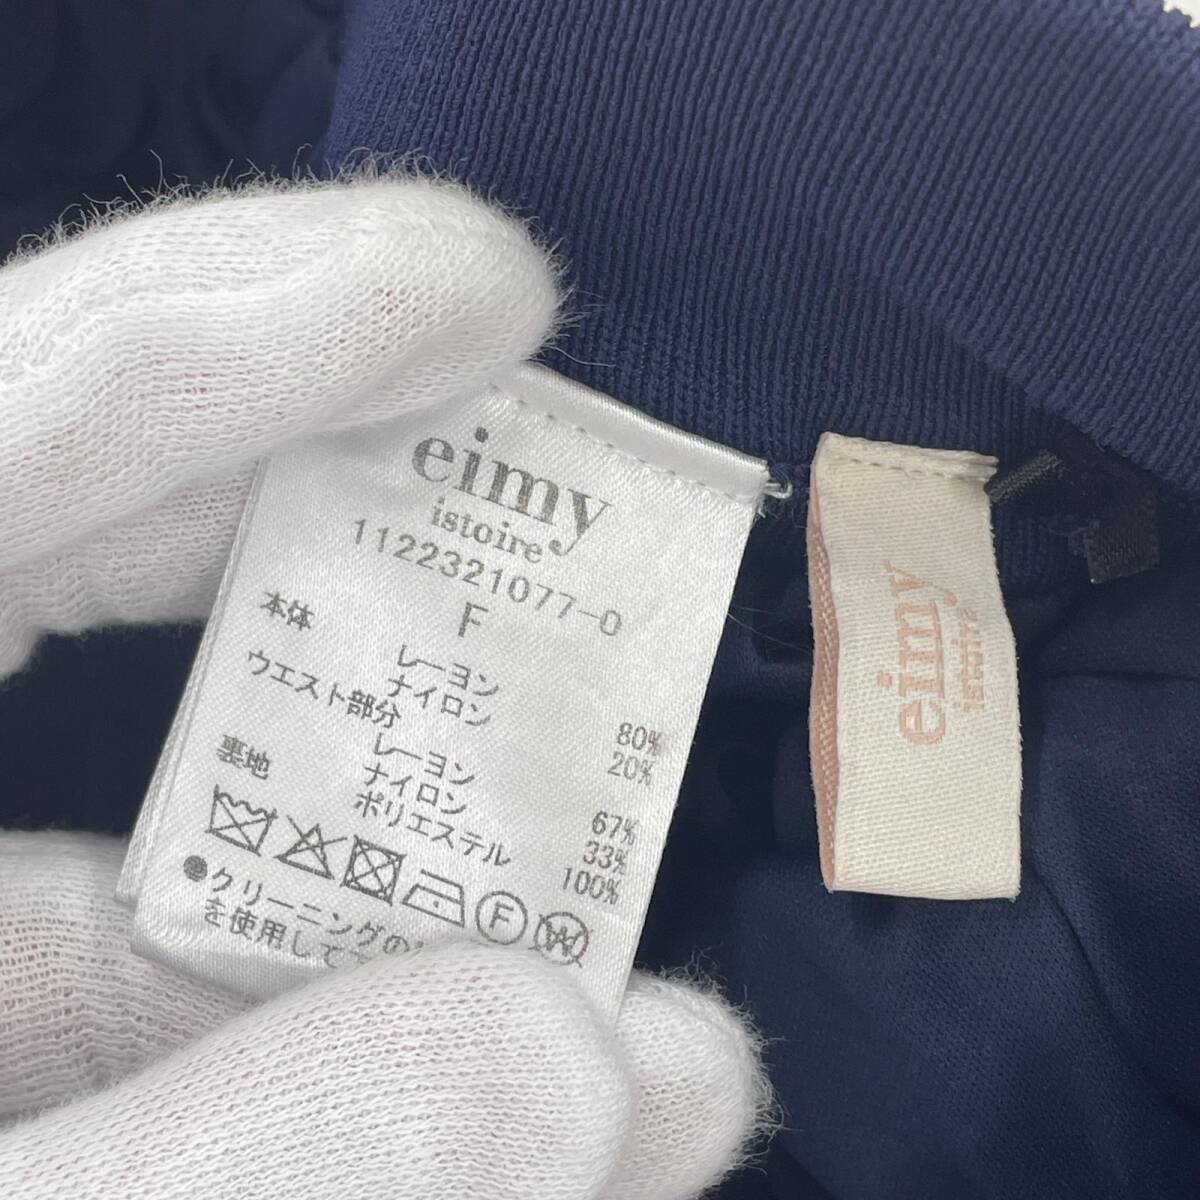 eimy
istoire
1122321077-0
F
本体
レーヨン 80%
ナイロン 20%
ウエスト部分
レーヨン 67%
ナイロン 33%
裏地 ポリエステル 100%
F
W
●クリーニングの
を使用して
eimy
istoire